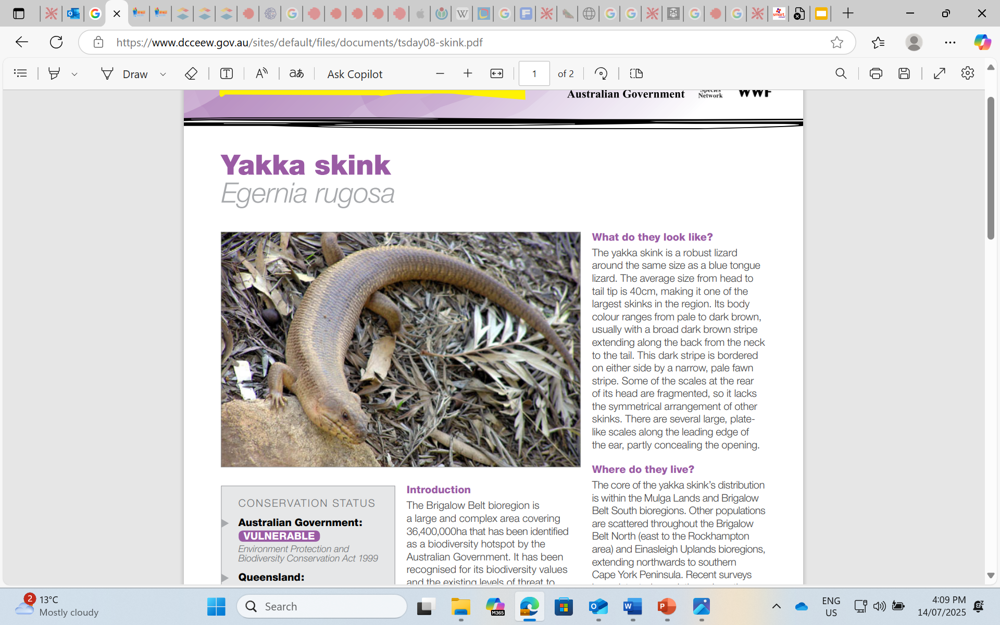 https://www.dcceew.gov.au/sites/default/files/documents/tsday08-skink.pdf
Draw
Ask Copilot
1 of 2
Australian Government
Species
Network
WWF
Yakka skink
Egernia rugosa
What do they look like?
The yakka skink is a robust lizard
around the same size as a blue tongue
lizard. The average size from head to
tail tip is 40cm, making it one of the
largest skinks in the region. Its body
colour ranges from pale to dark brown,
usually with a broad dark brown stripe
extending along the back from the neck
to the tail. This dark stripe is bordered
on either side by a narrow, pale fawn
stripe. Some of the scales at the rear
of its head are fragmented, so it lacks
the symmetrical arrangement of other
skinks. There are several large, plate-
like scales along the leading edge of
the ear, partly concealing the opening.
Where do they live?
The core of the yakka skink's distribution
is within the Mulga Lands and Brigalow
Belt South bioregions. Other populations
are scattered throughout the Brigalow
Belt North (east to the Rockhampton
area) and Einasleigh Uplands bioregions,
extending northwards to southern
Cape York Peninsula. Recent surveys
CONSERVATION STATUS
Australian Government:
VULNERABLE
Environment Protection and
Biodiversity Conservation Act 1999
Queensland:
Introduction
The Brigalow Belt bioregion is
a large and complex area covering
36,400,000ha that has been identified
as a biodiversity hotspot by the
Australian Government. It has been
recognised for its biodiversity values
and the existing levels of threat to
2
13°C
Mostly cloudy
Search
M365
ENG
US
4:09 PM
14/07/2025